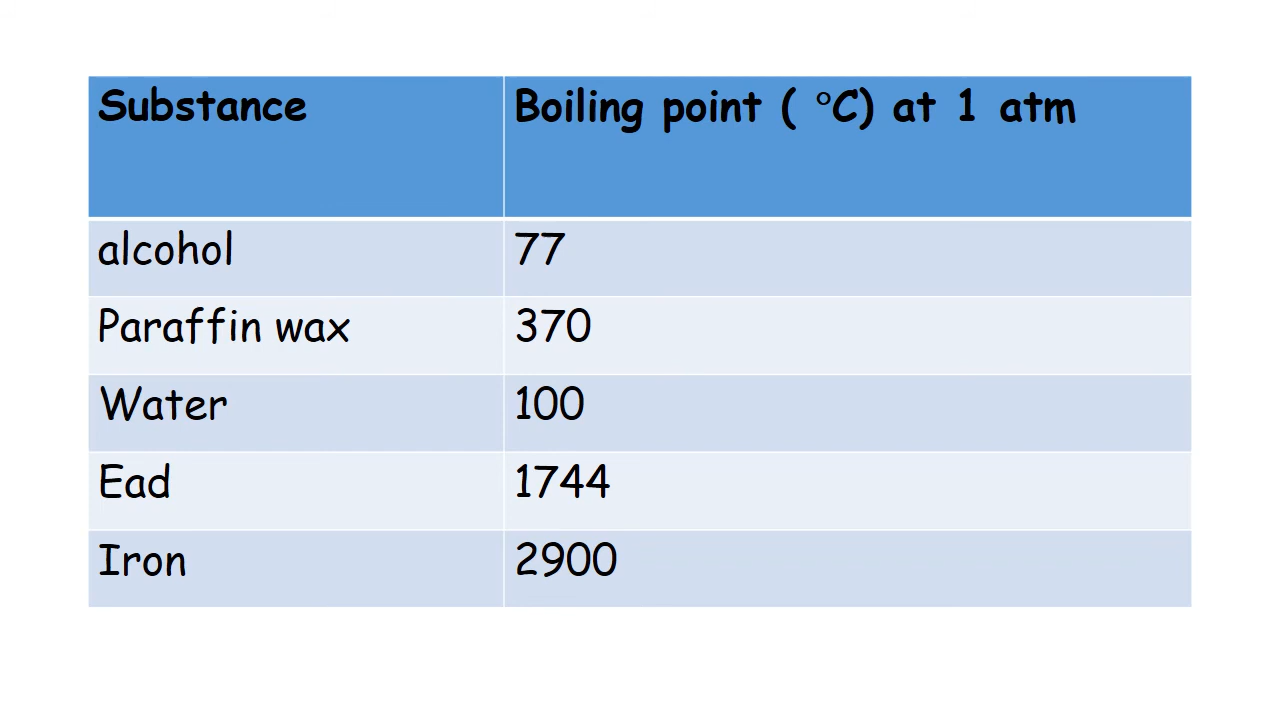 Substance Boiling point ( °C) at 1 atm
alcohol 77
Paraffin wax 370
Water 100
Ead 1744
Iron 2900